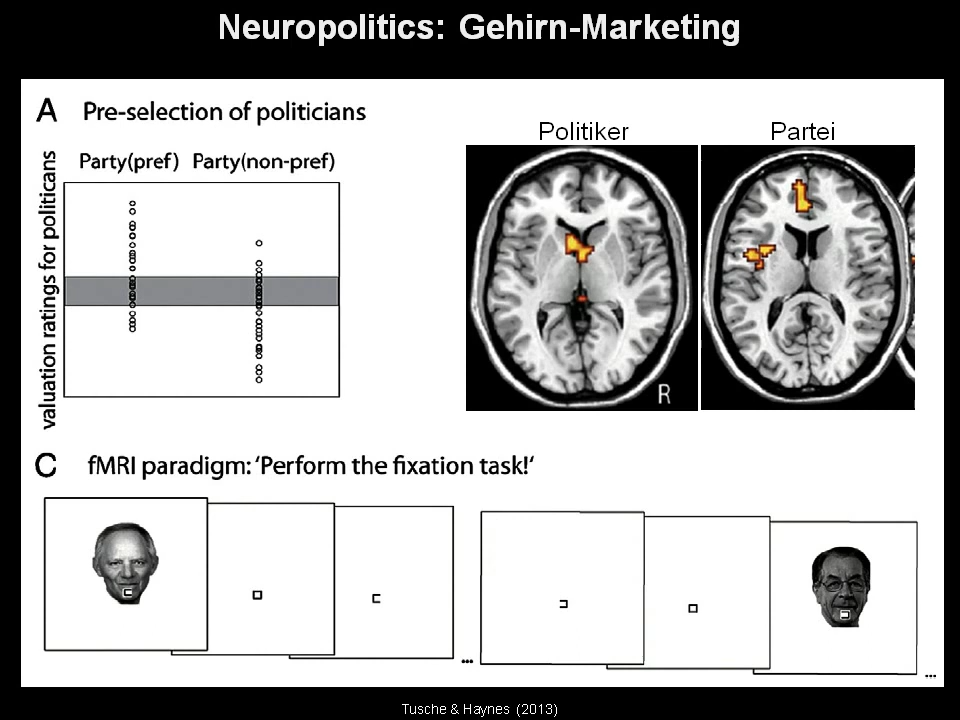 Neuropolitics: Gehirn-Marketing
A Pre-selection of politicians
Party(pref) Party(non-pref)
valuation ratings for politicans
Politiker
Partei
R
C fMRI paradigm: 'Perform the fixation task!'
...
...
Tusche & Haynes (2013)